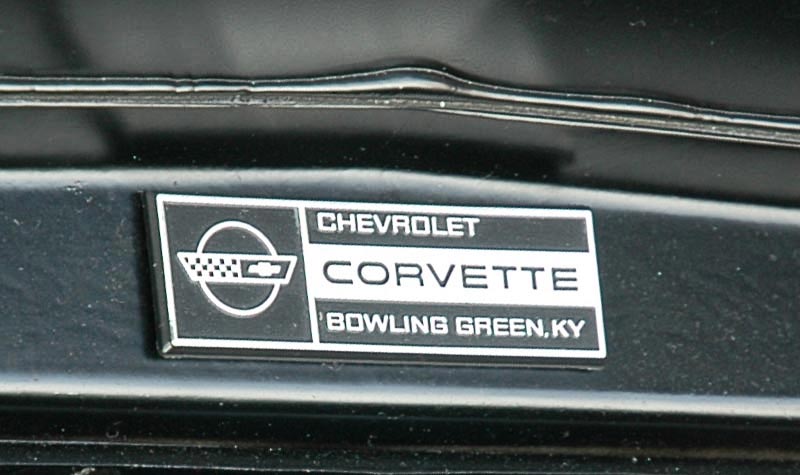 CHEVROLET
CORVETTE
BOWLING GREEN, KY